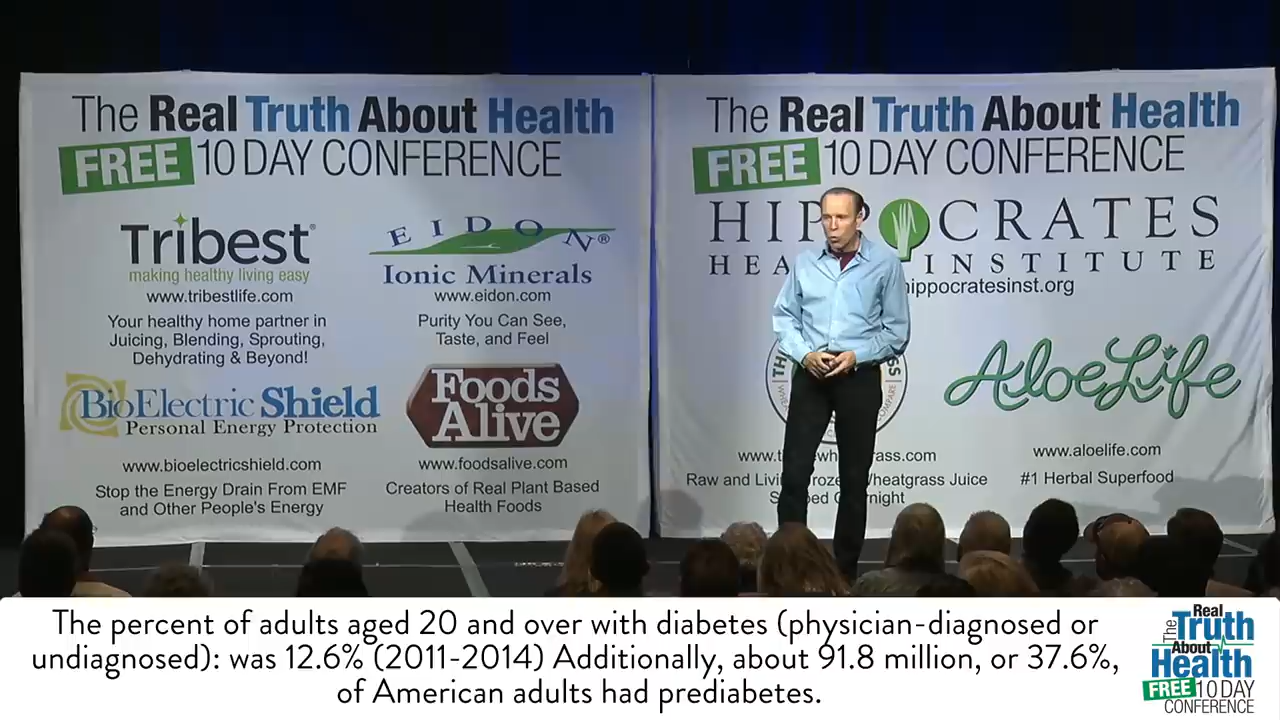 The Real Truth About Health
FREE 10 DAY CONFERENCE
Tribest®
making healthy living easy
www.tribestlife.com
Your healthy home partner in
Juicing, Blending, Sprouting,
Dehydrating & Beyond!
EIDON®
Ionic Minerals
www.eidon.com
Purity You Can See,
Taste, and Feel
BioElectric Shield
Personal Energy Protection
www.bioelectricshield.com
Stop the Energy Drain From EMF
and Other People's Energy
Foods
Alive
www.foodsalive.com
Creators of Real Plant Based
Health Foods
The Real Truth About Health
FREE 10 DAY CONFERENCE
HIPPOCRATES
HEA INSTITUTE
hippocratesinst.org
AloeLife
www.aloelife.com
#1 Herbal Superfood
Raw and Wheatgrass Juice
The percent of adults aged 20 and over with diabetes (physician-diagnosed or
undiagnosed): was 12.6% (2011-2014) Additionally, about 91.8 million, or 37.6%,
of American adults had prediabetes.
The Real
Truth
About
Health
FREE 10 DAY
CONFERENCE